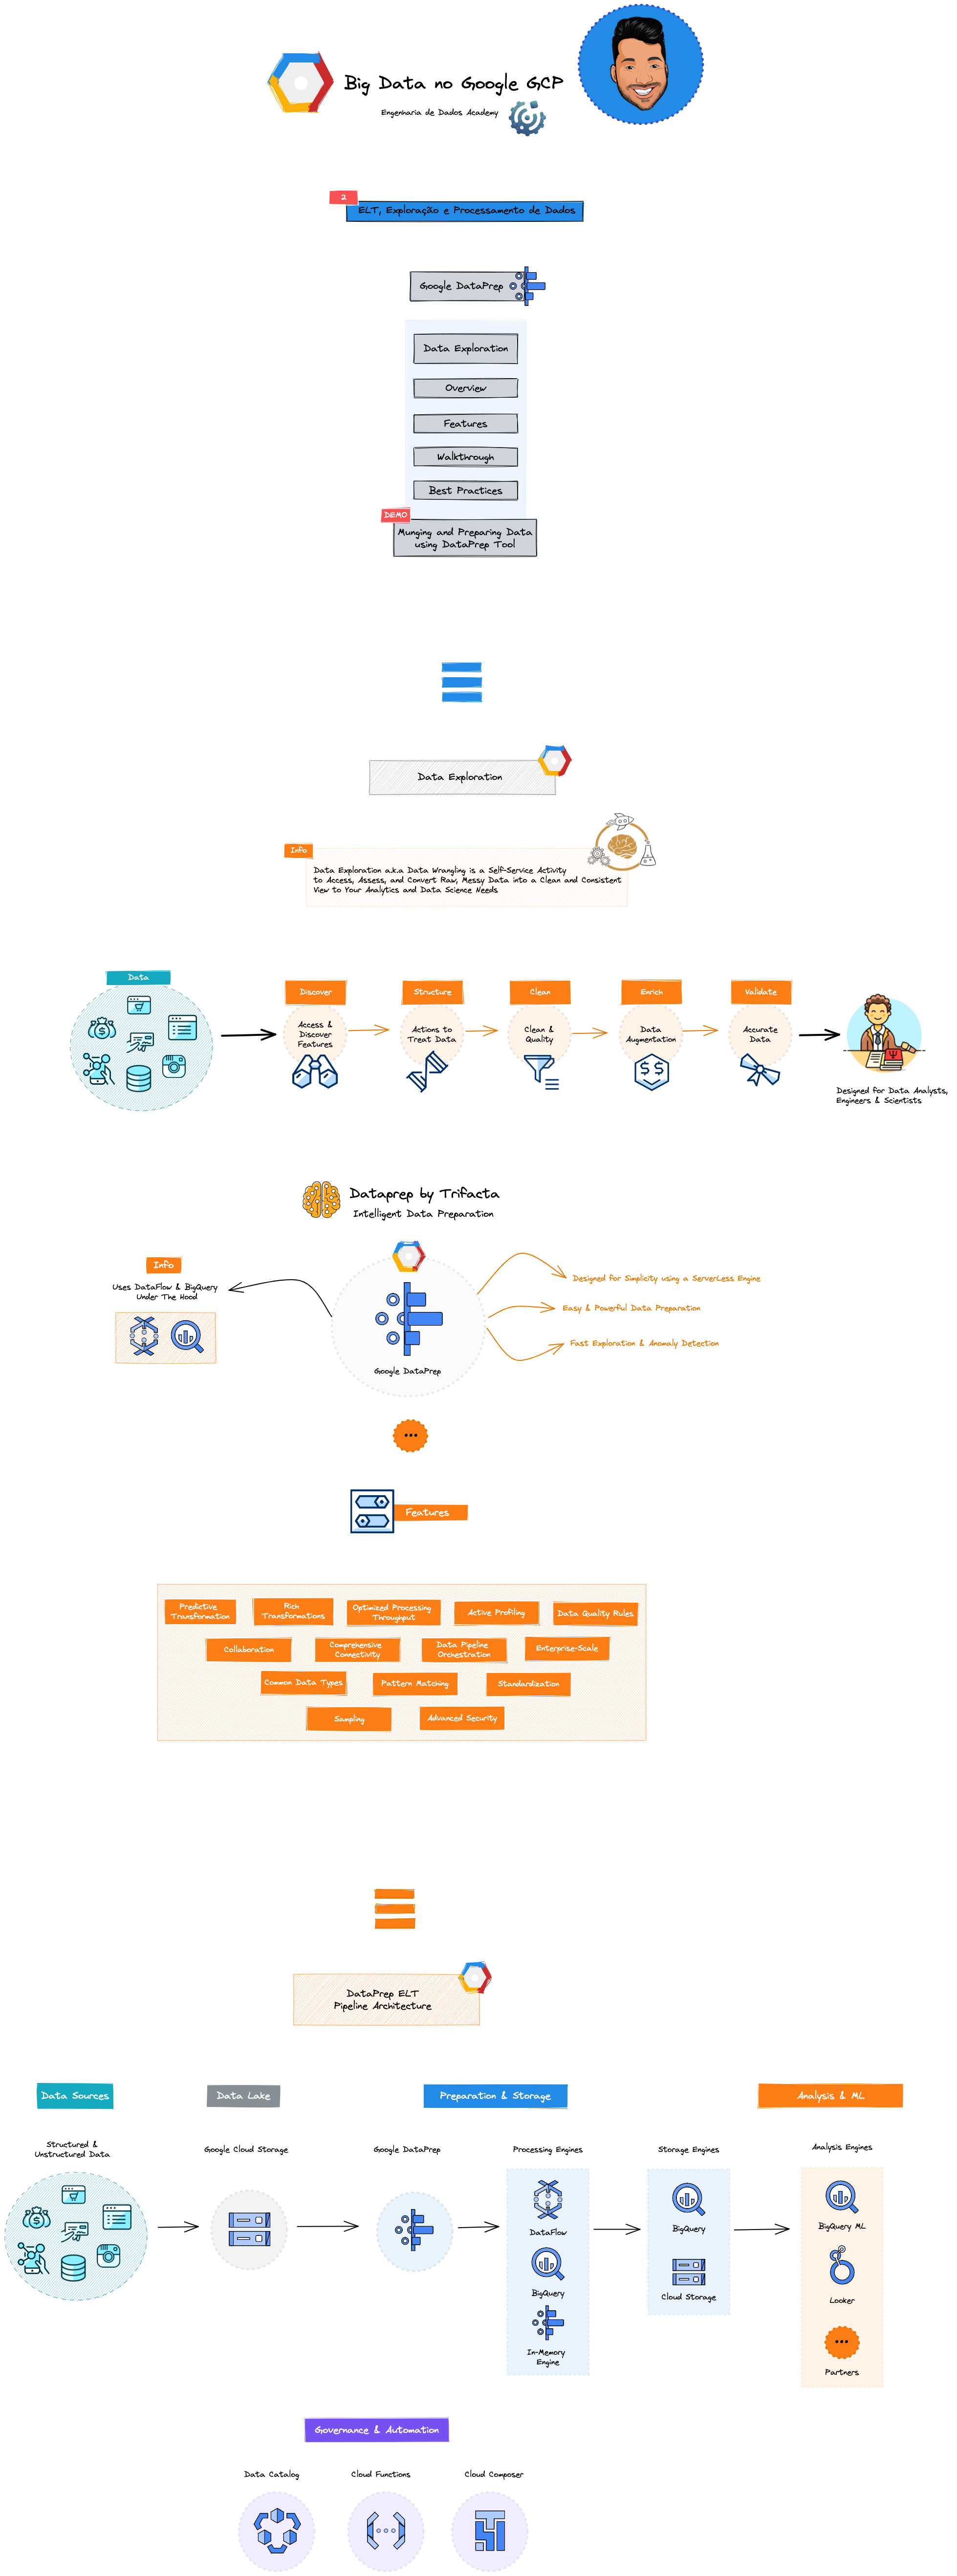 Big Data no Google GCP
Engenharia de Dados Academy
2
ELT, Exploração e Processamento de Dados
Google DataPrep
Data Exploration
Overview
Features
Walkthrough
Best Practices
DEMO
Munging and Preparing Data
using DataPrep Tool
Data Exploration
Info
Data Exploration a.k.a Data Wrangling is a Self-Service Activity
to Access, Assess, and Convert Raw, Messy Data into a Clean and Consistent
View to Your Analytics and Data Science Needs
Data
Discover
Structure
Clean
Enrich
Validate
Access &
Discover
Features
Actions to
Treat Data
Clean &
Quality
Data
Augmentation
Accurate
Data
Designed for Data Analysts,
Engineers & Scientists
Dataprep by Trifacta
Intelligent Data Preparation
Info
Uses DataFlow & BigQuery
Under The Hood
Google DataPrep
Designed for Simplicity using a ServerLess Engine
Easy & Powerful Data Preparation
Fast Exploration & Anomaly Detection
Features
Predictive
Transformation
Rich
Transformations
Optimized Processing
Throughput
Active Profiling
Data Quality Rules
Collaboration
Comprehensive
Connectivity
Data Pipeline
Orchestration
Enterprise-Scale
Common Data Types
Pattern Matching
Standardization
Sampling
Advanced Security
DataPrep ELT
Pipeline Architecture
Data Sources
Data Lake
Preparation & Storage
Analysis & ML
Structured &
Unstructured Data
Google Cloud Storage
Google DataPrep
Processing Engines
Storage Engines
Analysis Engines
DataFlow
BigQuery
In-Memory
Engine
BigQuery
Cloud Storage
BigQuery ML
Looker
Partners
Governance & Automation
Data Catalog
Cloud Functions
Cloud Composer